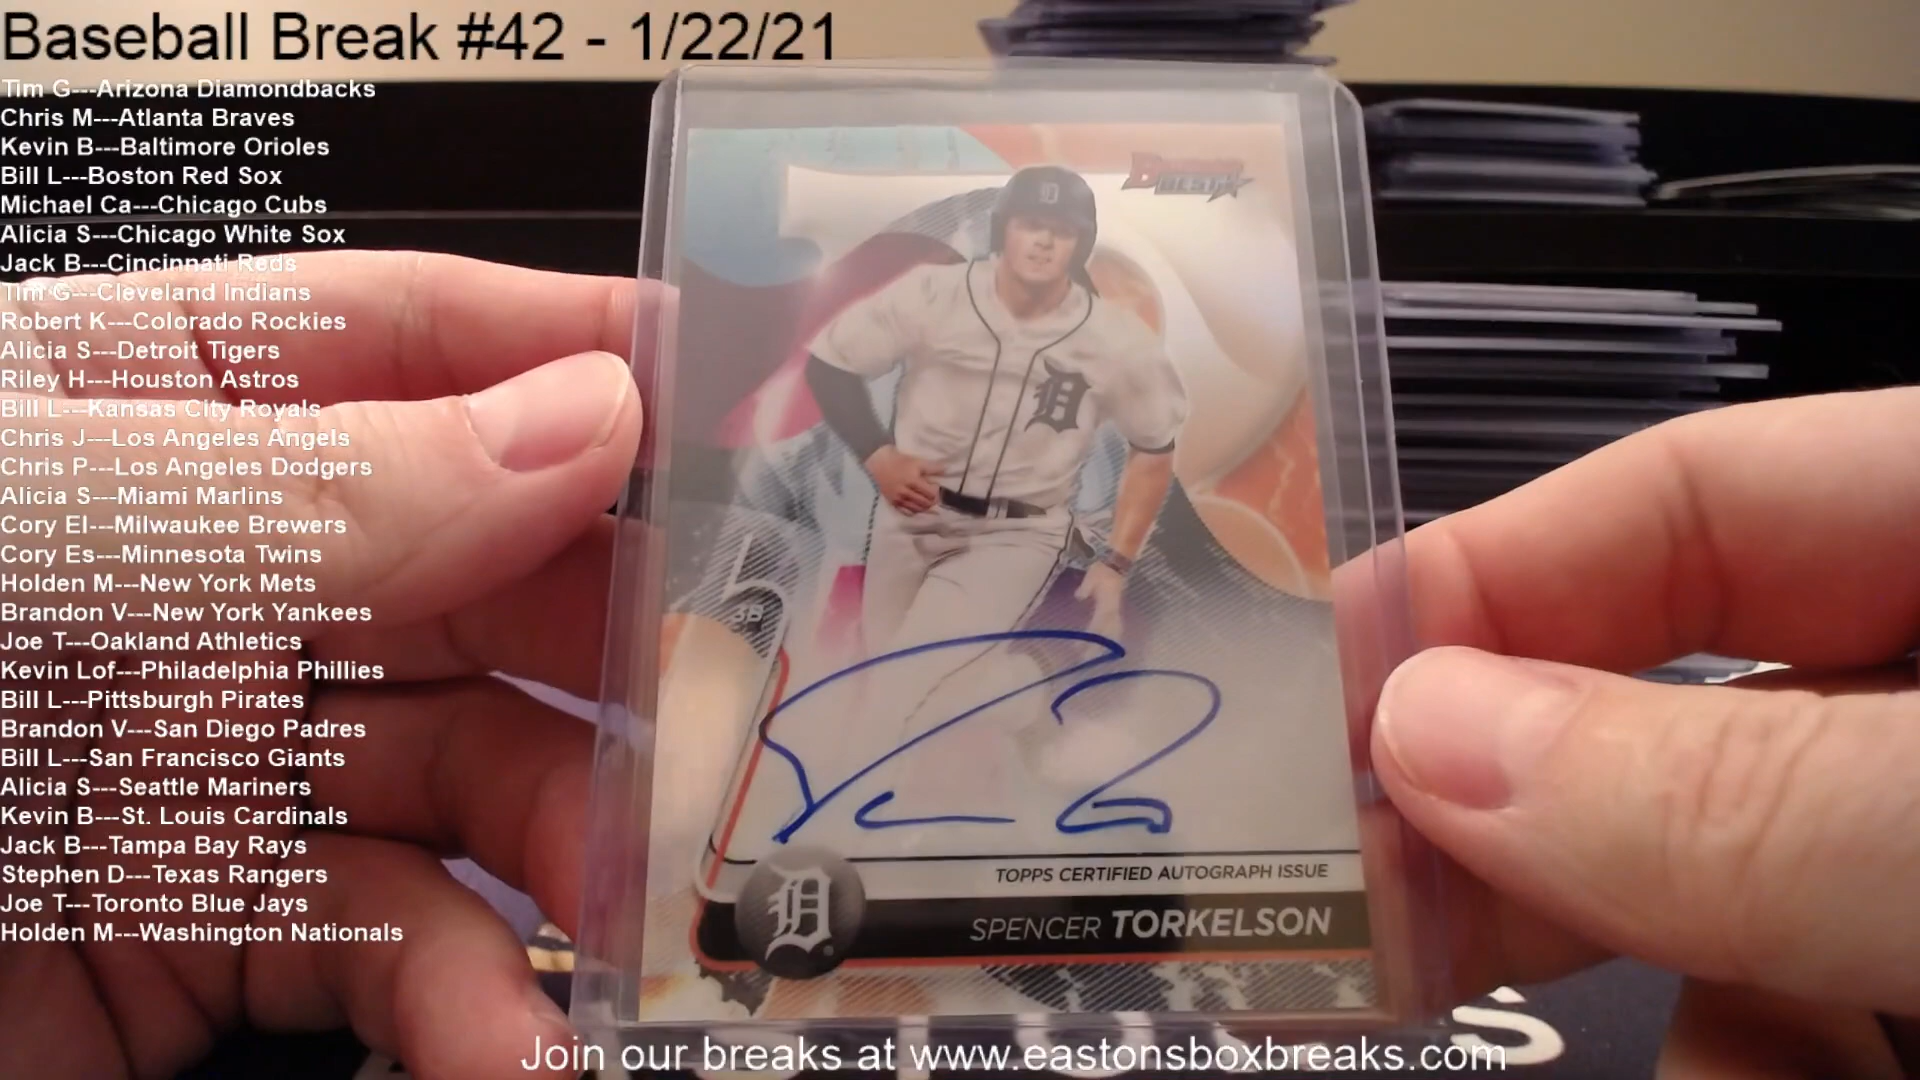 Baseball Break #42 - 1/22/21
Tim G---Arizona Diamondbacks
Chris M---Atlanta Braves
Kevin B---Baltimore Orioles
Bill L---Boston Red Sox
Michael Ca---Chicago Cubs
Alicia S---Chicago White Sox
Jack B---Cincinnati Reds
Tim G---Cleveland Indians
Robert K---Colorado Rockies
Alicia S---Detroit Tigers
Riley H---Houston Astros
Bill L---Kansas City Royals
Chris J---Los Angeles Angels
Chris P---Los Angeles Dodgers
Alicia S---Miami Marlins
Cory El---Milwaukee Brewers
Cory Es---Minnesota Twins
Holden M---New York Mets
Brandon V---New York Yankees
Joe T---Oakland Athletics
Kevin Lof---Philadelphia Phillies
Bill L---Pittsburgh Pirates
Brandon V---San Diego Padres
Bill L---San Francisco Giants
Alicia S---Seattle Mariners
Kevin B---St. Louis Cardinals
Jack B---Tampa Bay Rays
Stephen D---Texas Rangers
Joe T---Toronto Blue Jays
Holden M---Washington Nationals
BOWMAN'S
BEST
D
D
3B
TOPPS CERTIFIED AUTOGRAPH ISSUE
D
SPENCER TORKELSON
Join our breaks at www.eastonsboxbreaks.com